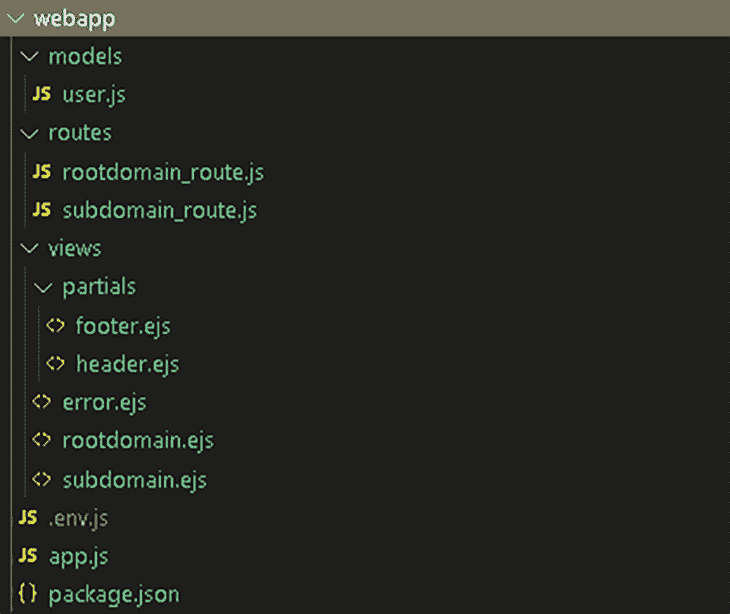 webapp
models
JS user.js
routes
JS rootdomain_route.js
JS subdomain_route.js
views
partials
<> footer.ejs
<> header.ejs
<> error.ejs
<> rootdomain.ejs
<> subdomain.ejs
JS .env.js
JS app.js
{} package.json